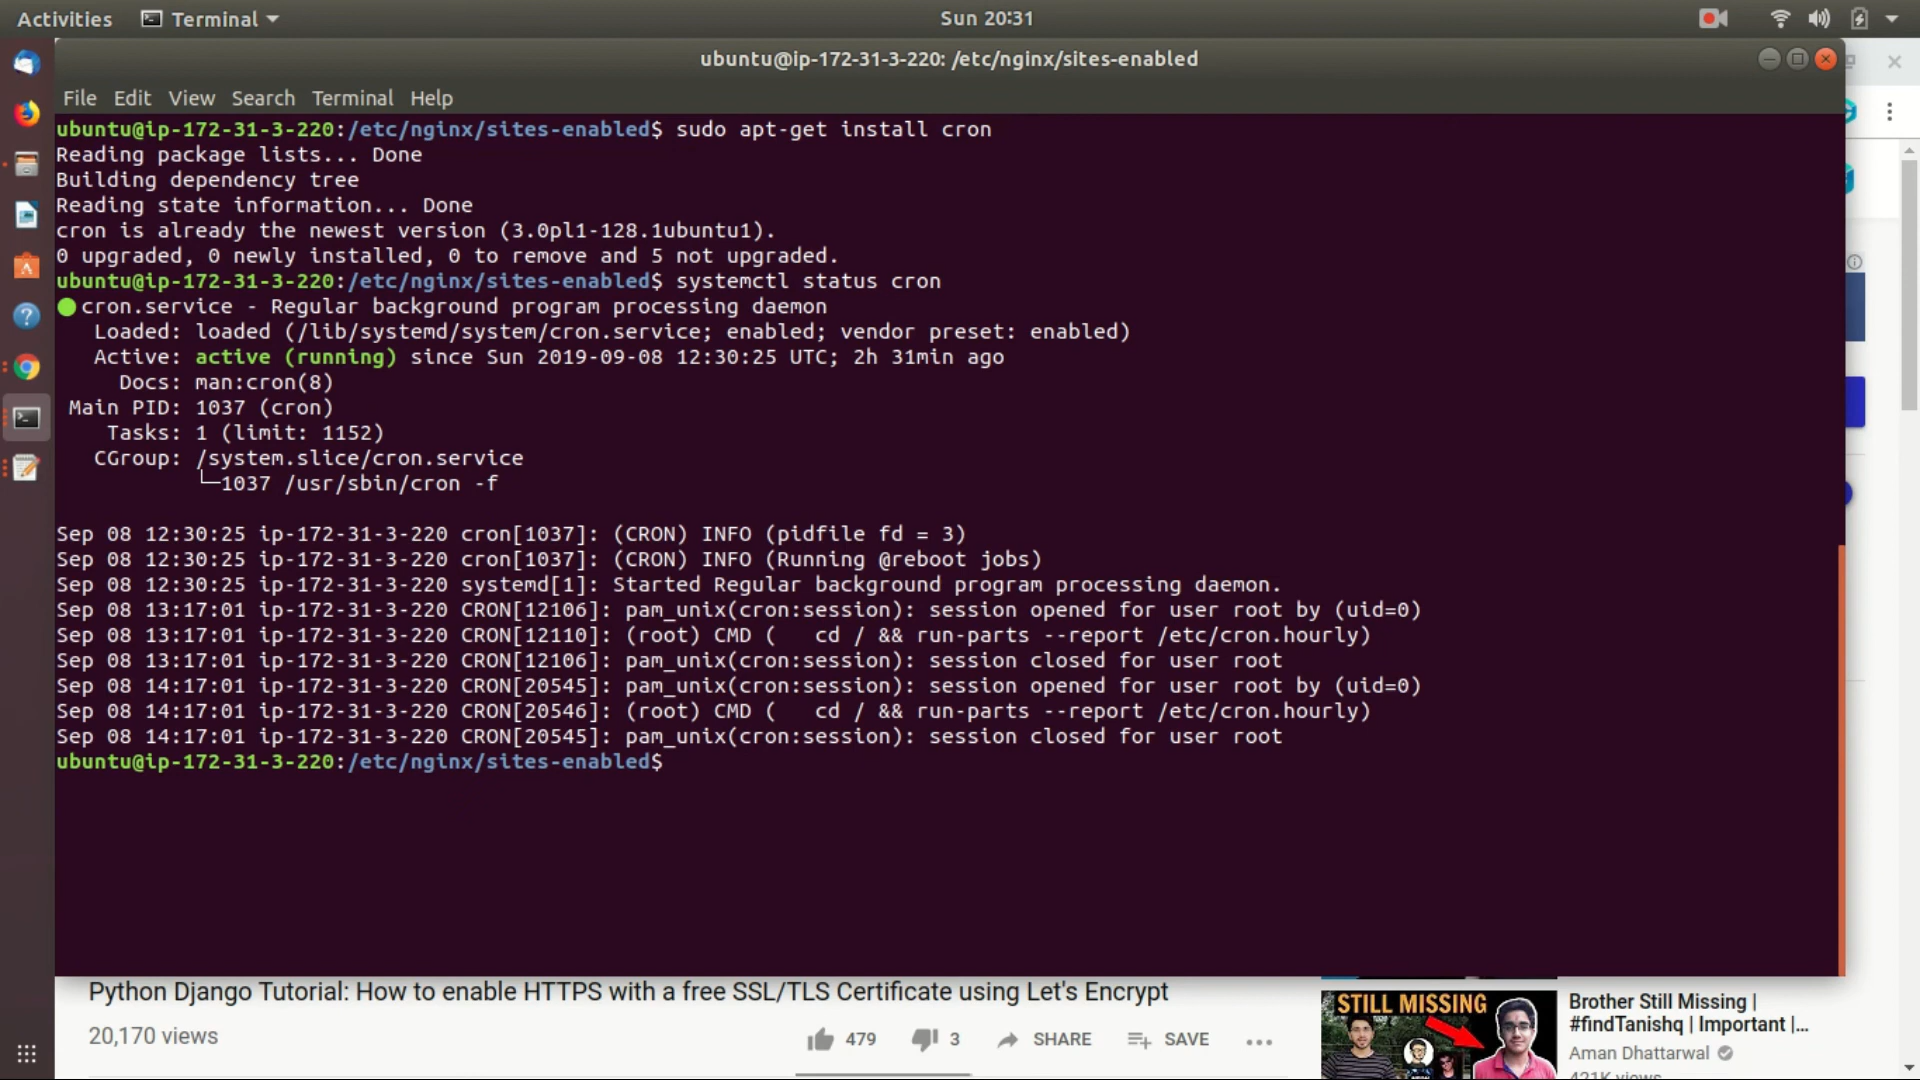 Activities Terminal Sun 20:31
ubuntu@ip-172-31-3-220: /etc/nginx/sites-enabled
File Edit View Search Terminal Help
ubuntu@ip-172-31-3-220:/etc/nginx/sites-enabled$ sudo apt-get install cron
Reading package lists... Done
Building dependency tree
Reading state information... Done
cron is already the newest version (3.0pl1-128.1ubuntu1).
0 upgraded, 0 newly installed, 0 to remove and 5 not upgraded.
ubuntu@ip-172-31-3-220:/etc/nginx/sites-enabled$ systemctl status cron
● cron.service - Regular background program processing daemon
Loaded: loaded (/lib/systemd/system/cron.service; enabled; vendor preset: enabled)
Active: active (running) since Sun 2019-09-08 12:30:25 UTC; 2h 31min ago
Docs: man:cron(8)
Main PID: 1037 (cron)
Tasks: 1 (limit: 1152)
CGroup: /system.slice/cron.service
└─1037 /usr/sbin/cron -f
Sep 08 12:30:25 ip-172-31-3-220 cron[1037]: (CRON) INFO (pidfile fd = 3)
Sep 08 12:30:25 ip-172-31-3-220 cron[1037]: (CRON) INFO (Running @reboot jobs)
Sep 08 12:30:25 ip-172-31-3-220 systemd[1]: Started Regular background program processing daemon.
Sep 08 13:17:01 ip-172-31-3-220 CRON[12106]: pam_unix(cron:session): session opened for user root by (uid=0)
Sep 08 13:17:01 ip-172-31-3-220 CRON[12110]: (root) CMD (   cd / && run-parts --report /etc/cron.hourly)
Sep 08 13:17:01 ip-172-31-3-220 CRON[12106]: pam_unix(cron:session): session closed for user root
Sep 08 14:17:01 ip-172-31-3-220 CRON[20545]: pam_unix(cron:session): session opened for user root by (uid=0)
Sep 08 14:17:01 ip-172-31-3-220 CRON[20546]: (root) CMD (   cd / && run-parts --report /etc/cron.hourly)
Sep 08 14:17:01 ip-172-31-3-220 CRON[20545]: pam_unix(cron:session): session closed for user root
ubuntu@ip-172-31-3-220:/etc/nginx/sites-enabled$
Python Django Tutorial: How to enable HTTPS with a free SSL/TLS Certificate using Let's Encrypt
20,170 views
479 3 SHARE SAVE
STILL MISSING
Brother Still Missing |
#findTanishq | Important |...
Aman Dhattarwal
421K views